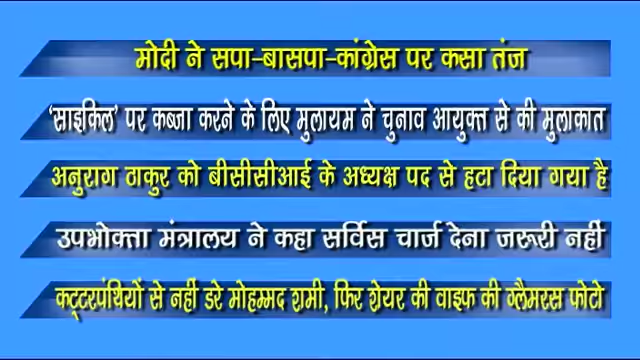 मोदी ने सपा-बासपा-कांग्रेस पर कसा तंज
‘साइकिल’ पर कब्जा करने के लिए मुलायम ने चुनाव आयुक्त से की मुलाकात
अनुराग ठाकुर को बीसीसीआई के अध्यक्ष पद से हटा दिया गया है
उपभोक्ता मंत्रालय ने कहा सर्विस चार्ज देना जरूरी नहीं
कट्टरपंथियों से नहीं डरे मोहम्मद शमी, फिर शेयर की वाइफ की ग्लैमरस फोटो